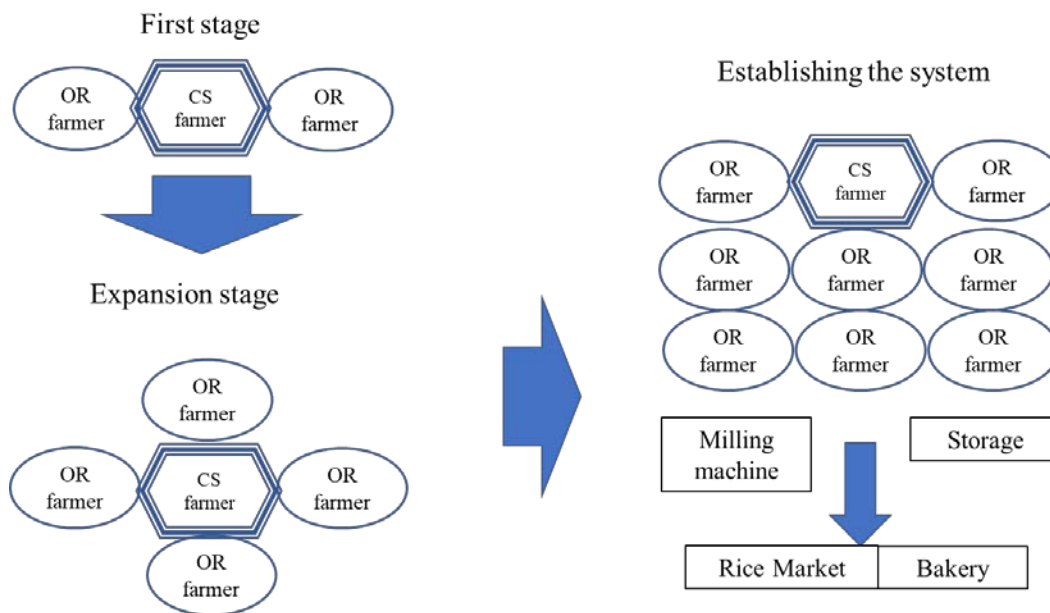 First stage
OR
farmer
CS
farmer
OR
farmer
Expansion stage
OR
farmer
OR
farmer
CS
farmer
OR
farmer
OR
farmer
Establishing the system
OR
farmer
CS
farmer
OR
farmer
OR
farmer
OR
farmer
OR
farmer
OR
farmer
OR
farmer
OR
farmer
Milling
machine
Storage
Rice Market
Bakery